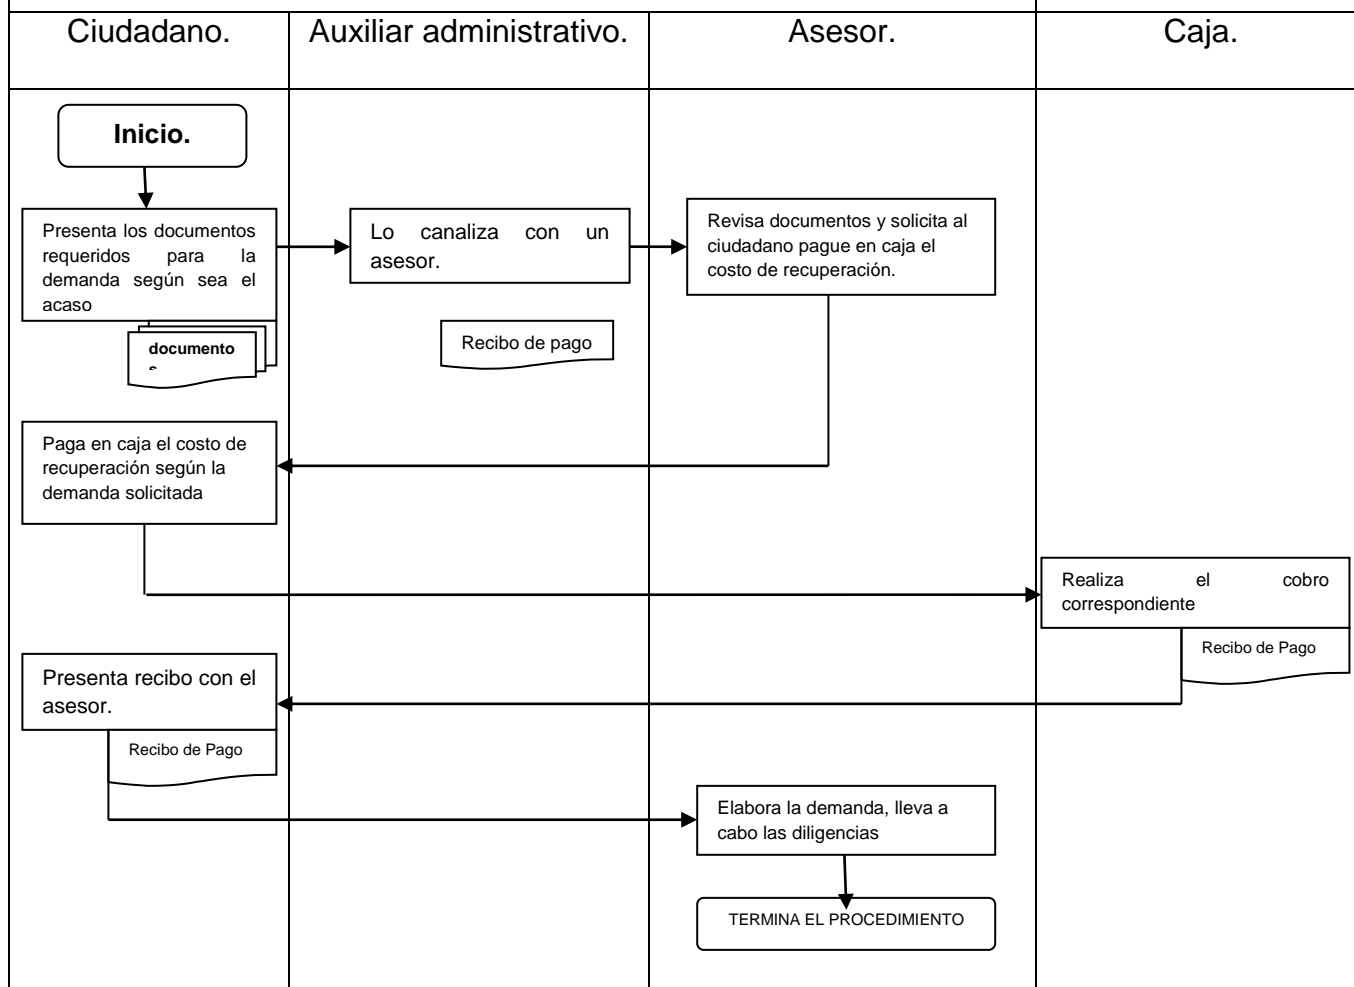 Ciudadano.
Auxiliar administrativo.
Asesor.
Caja.
Inicio.
Presenta los documentos
requeridos para la
demanda según sea el
acaso
documento
Lo canaliza con un
asesor.
Recibo de pago
Revisa documentos y solicita al
ciudadano pague en caja el
costo de recuperación.
Paga en caja el costo de
recuperación según la
demanda solicitada
Realiza el cobro
correspondiente
Recibo de Pago
Presenta recibo con el
asesor.
Recibo de Pago
Elabora la demanda, lleva a
cabo las diligencias
TERMINA EL PROCEDIMIENTO